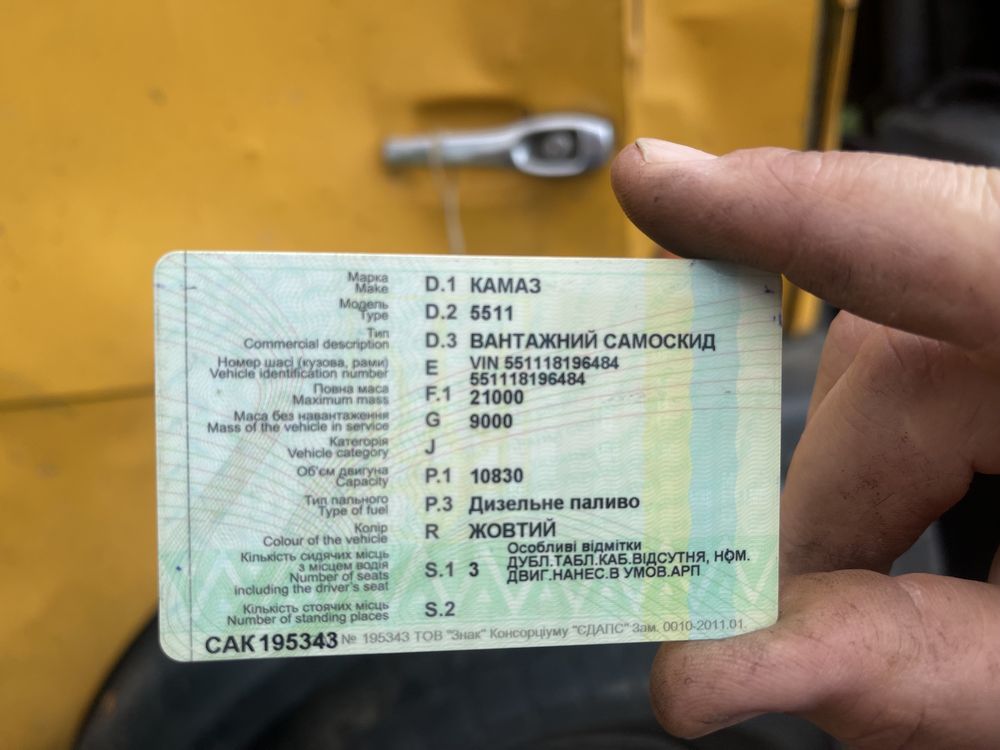 Марка
Make
D.1 КАМАЗ
Модель
Type
D.2 5511
Тип
Commercial description
D.3 ВАНТАЖНИЙ САМОСКИД
Номер шасі (кузова, рами)
Vehicle identification number
E VIN 551118196484
551118196484
Повна маса
Maximum mass
F.1 21000
Маса без навантаження
Mass of the vehicle in service
G 9000
Категорія
Vehicle category
J
Об'єм двигуна
Capacity
P.1 10830
Тип пального
Type of fuel
P.3 Дизельне паливо
Колір
Colour of the vehicle
R ЖОВТИЙ
Кількість сидячих місць
з місцем водія
Number of seats
including the driver's seat
S.1 3
Особливі відмітки
ДУБЛ.ТАБЛ.КАБ.ВІДСУТНЯ, НОМ.
ДВИГ.НАНЕС.В УМОВ.АРП
Кількість стоячих місць
Number of standing places
S.2
САК 195343 № 195343 ТОВ "Знак" Консорціуму "ЄДАПС" Зам. 0010-2011.01.